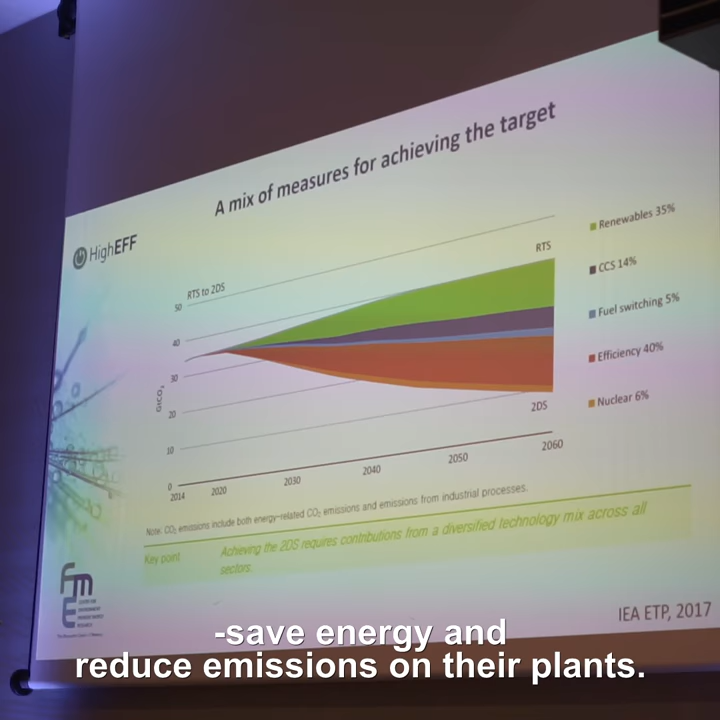 A mix of measures for achieving the target
HighEFF
RTS to 2DS
RTS
50
40
30
20
10
0
GtCO2
2014
2020
2030
2040
2050
2060
2DS
Renewables 35%
CCS 14%
Fuel switching 5%
Efficiency 40%
Nuclear 6%
Note: CO2 emissions include both energy-related CO2 emissions and emissions from industrial processes.
Key point
Achieving the 2DS requires contributions from a diversified technology mix across all
sectors.
FmE
IEA ETP, 2017
-save energy and
reduce emissions on their plants.